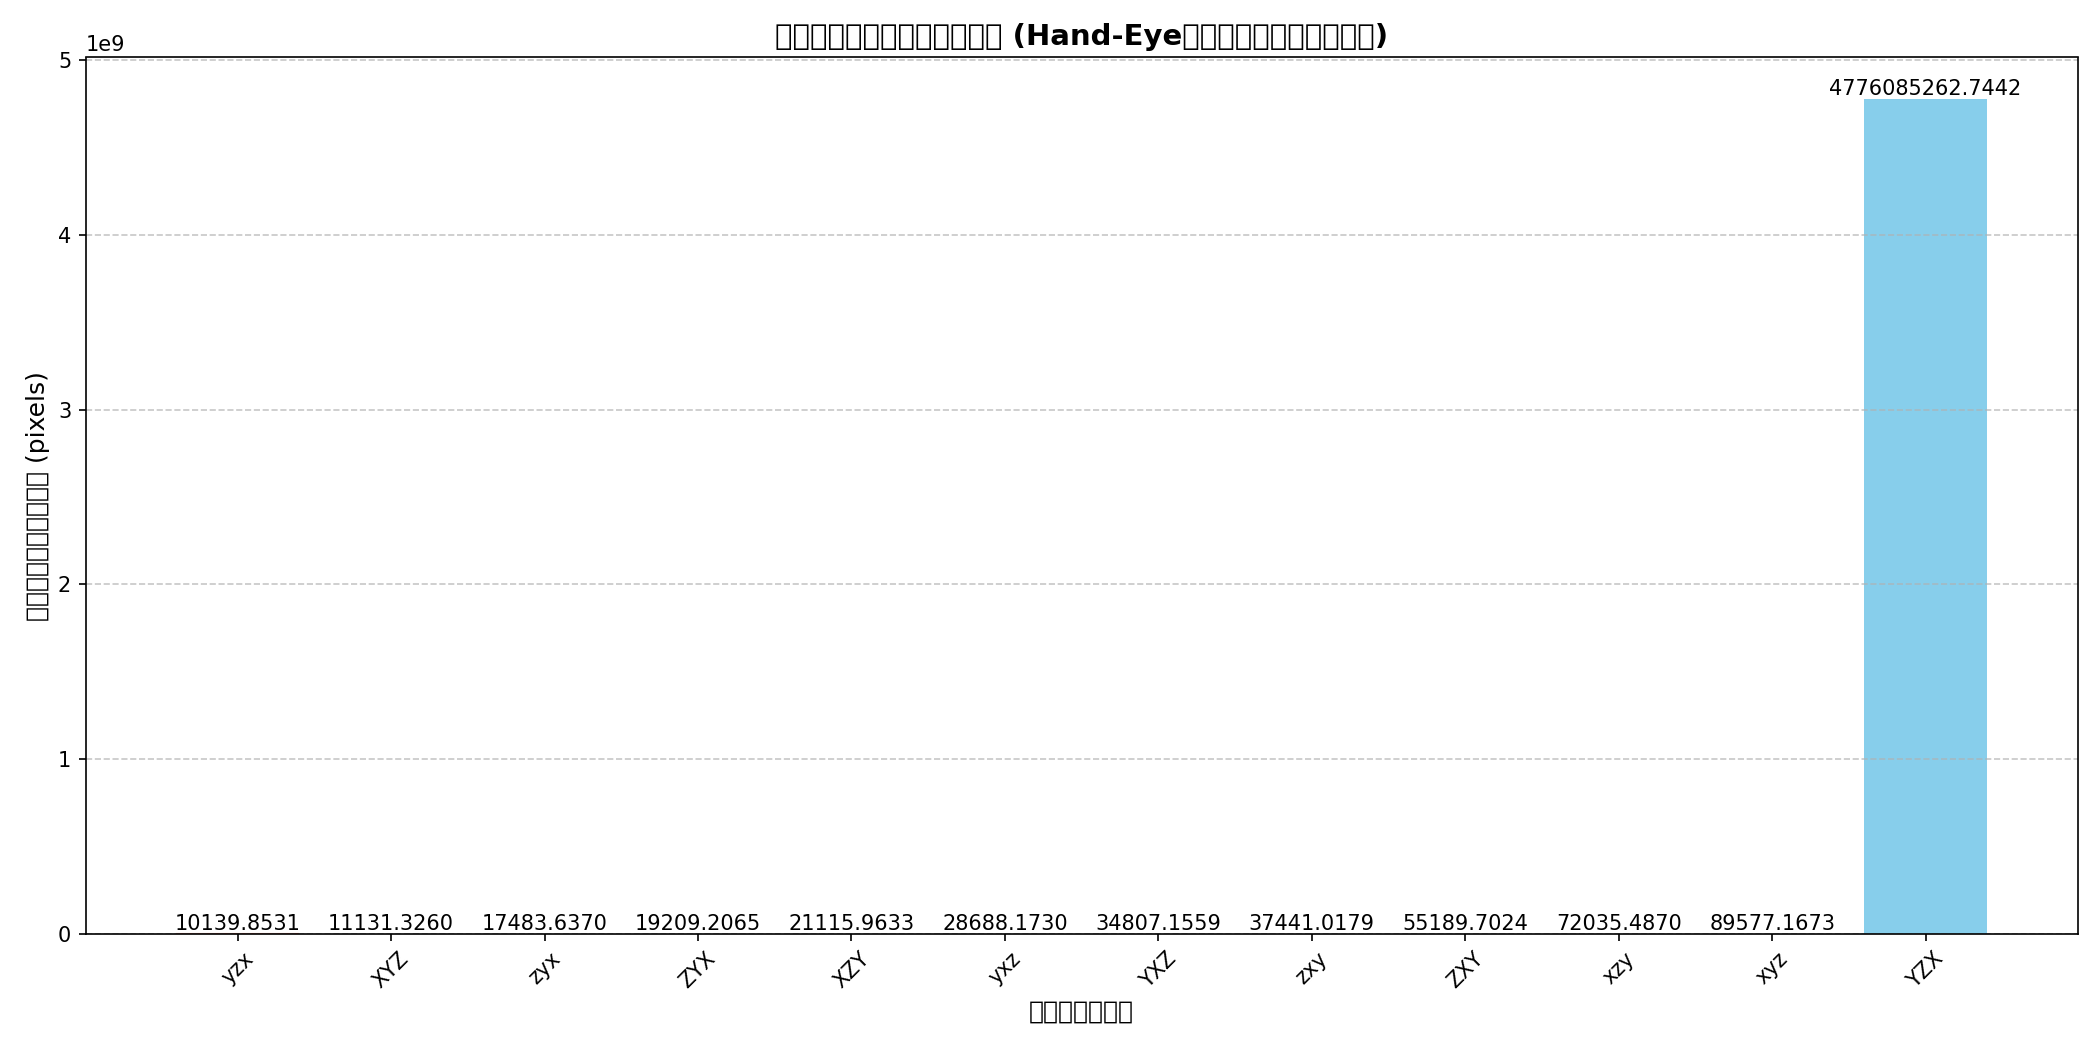 (Hand-Eye)
1e9
5
4
3
2
1
0
(pixels)
4776085262.7442
10139.8531 11131.3260 17483.6370 19209.2065 21115.9633 28688.1730 34807.1559 37441.0179 55189.7024 72035.4870 89577.1673
yzx XYZ zyx ZYX XZY yxz YXZ zxy ZXY xzy xyz YZX